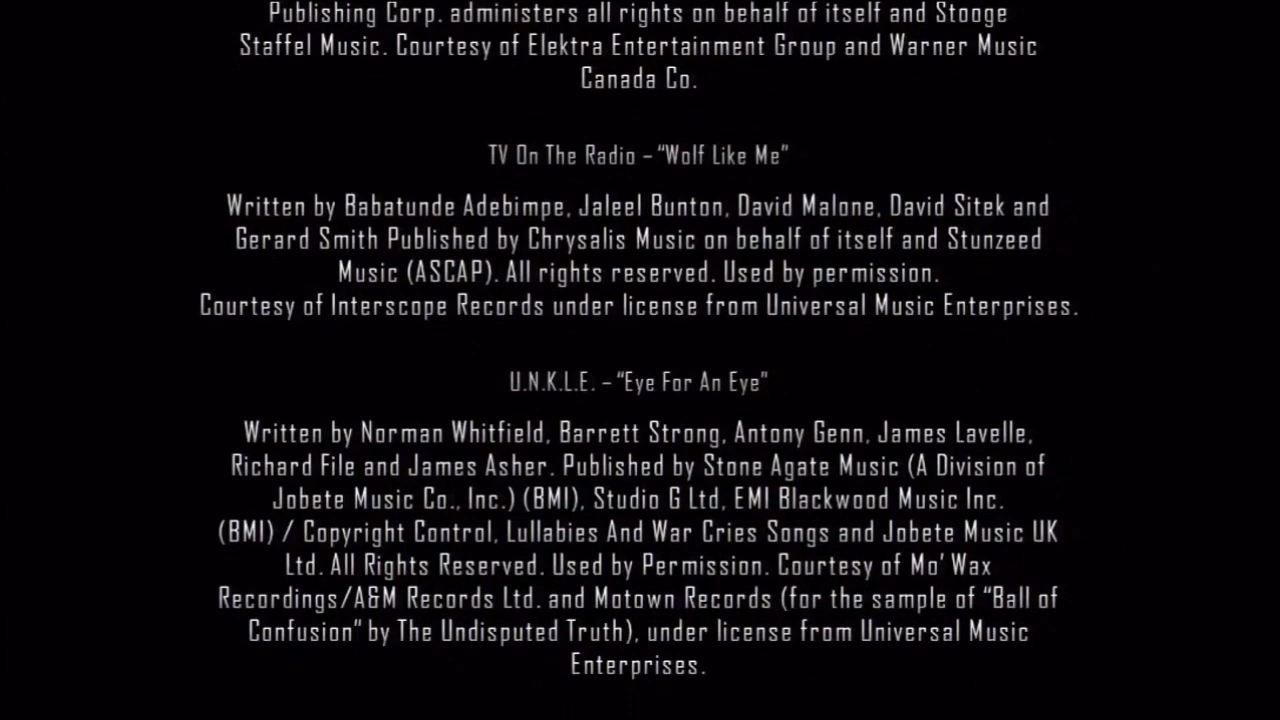 Publishing Corp. administers all rights on behalf of itself and Stooge
Staffel Music. Courtesy of Elektra Entertainment Group and Warner Music
Canada Co.
TV On The Radio – “Wolf Like Me”
Written by Babatunde Adebimpe, Jaleel Bunton, David Malone, David Sitek and
Gerard Smith Published by Chrysalis Music on behalf of itself and Stunzeed
Music (ASCAP). All rights reserved. Used by permission.
Courtesy of Interscope Records under license from Universal Music Enterprises.
U.N.K.L.E. – “Eye For An Eye”
Written by Norman Whitfield, Barrett Strong, Antony Genn, James Lavelle,
Richard File and James Asher. Published by Stone Agate Music (A Division of
Jobete Music Co., Inc.) (BMI), Studio G Ltd, EMI Blackwood Music Inc.
(BMI) / Copyright Control, Lullabies And War Cries Songs and Jobete Music UK
Ltd. All Rights Reserved. Used by Permission. Courtesy of Mo’ Wax
Recordings/A&M Records Ltd. and Motown Records (for the sample of “Ball of
Confusion” by The Undisputed Truth), under license from Universal Music
Enterprises.